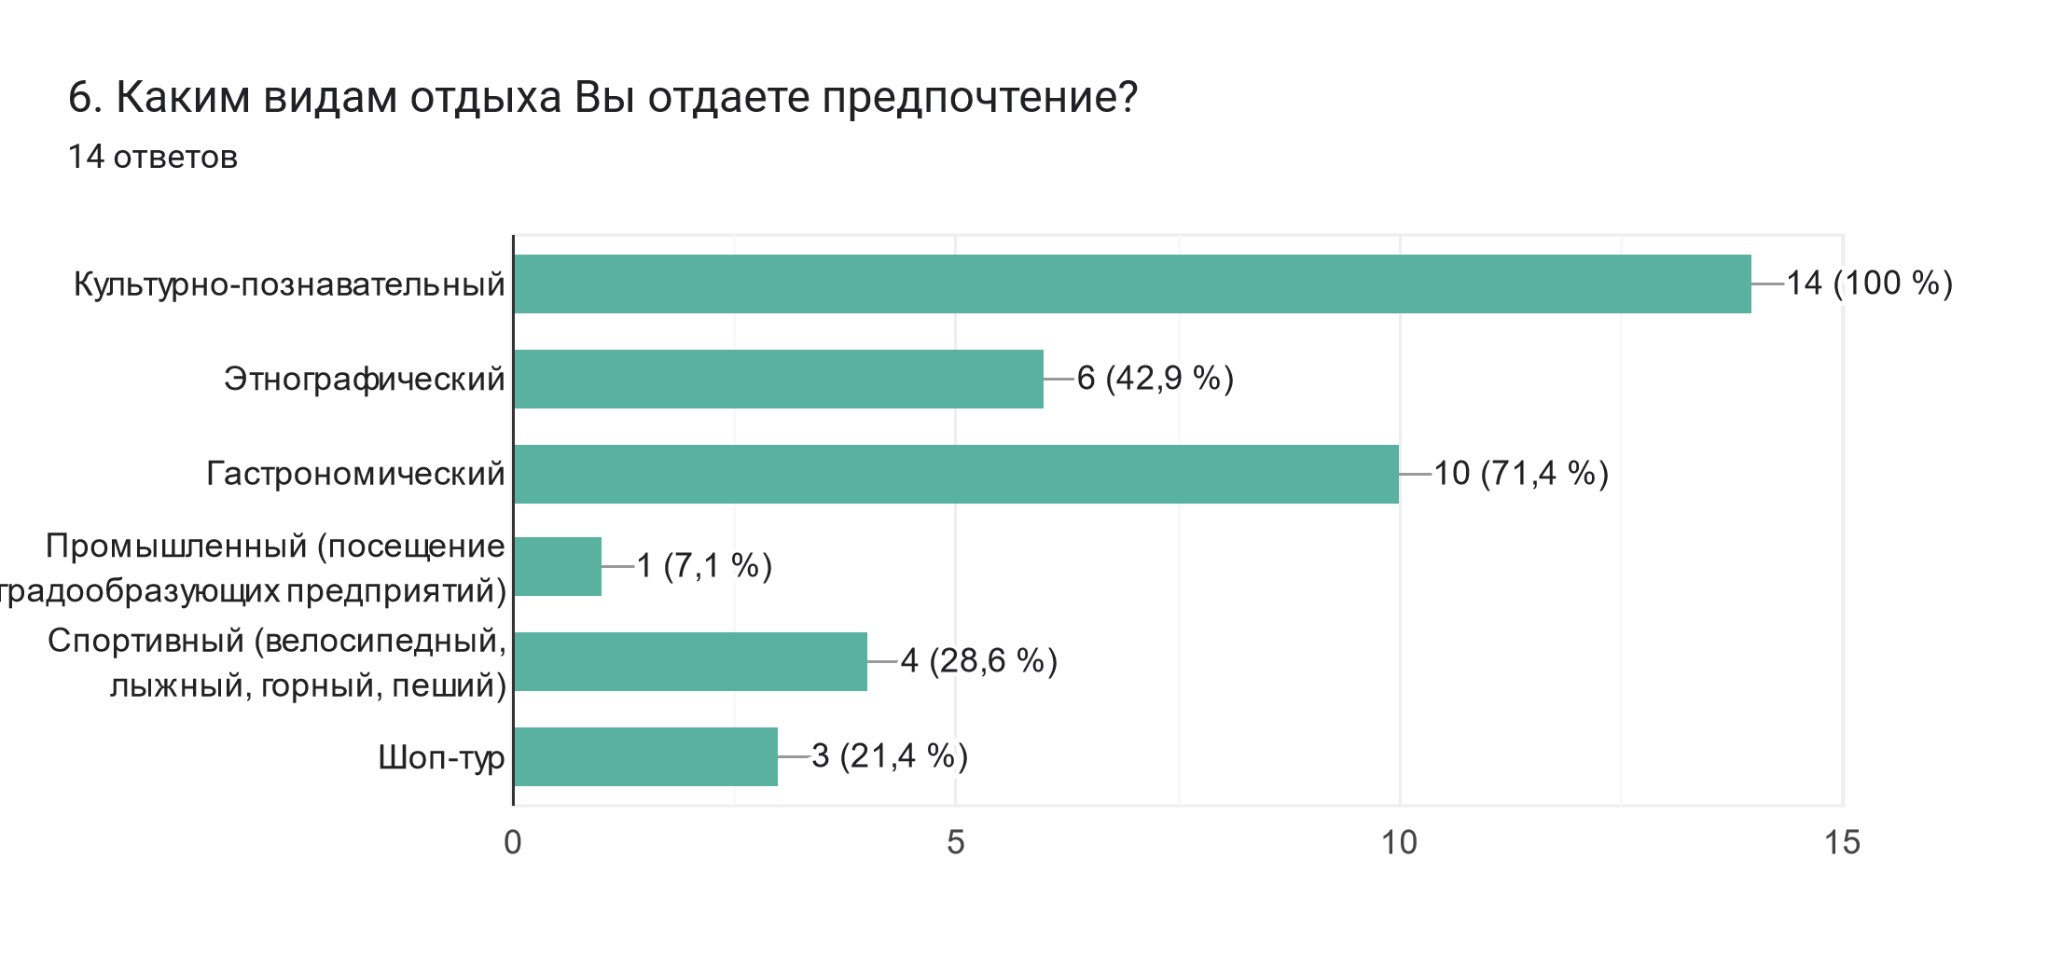 6. Каким видам отдыха Вы отдаете предпочтение?
14 ответов
Культурно-познавательный
14 (100 %)
Этнографический
6 (42,9 %)
Гастрономический
10 (71,4 %)
Промышленный (посещение
градообразующих предприятий)
1 (7,1 %)
Спортивный (велосипедный,
лыжный, горный, пеший)
4 (28,6 %)
Шоп-тур
3 (21,4 %)
0 5 10 15